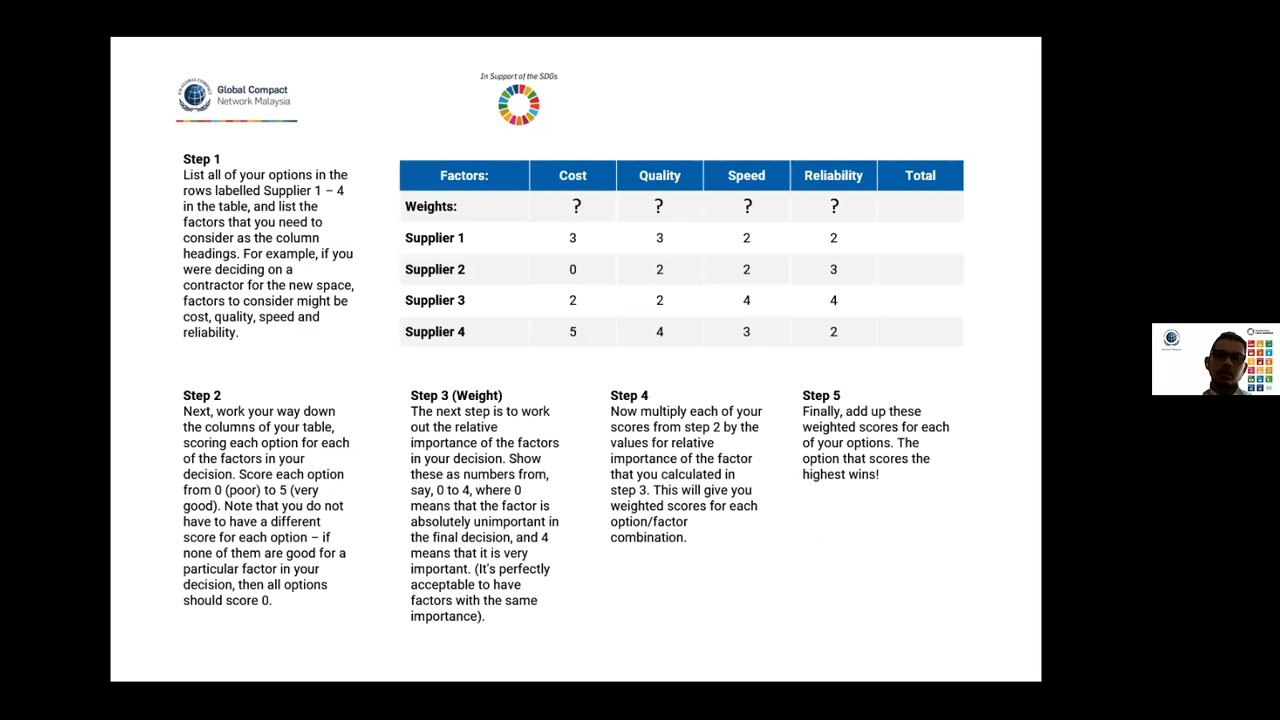 Global Compact
Network Malaysia
In Support of the SDGs
Step 1
List all of your options in the
rows labelled Supplier 1 – 4
in the table, and list the
factors that you need to
consider as the column
headings. For example, if you
were deciding on a
contractor for the new space,
factors to consider might be
cost, quality, speed and
reliability.
Factors: Cost Quality Speed Reliability Total
Weights: ? ? ? ?
Supplier 1 3 3 2 2
Supplier 2 0 2 2 3
Supplier 3 2 2 4 4
Supplier 4 5 4 3 2
Step 2
Next, work your way down
the columns of your table,
scoring each option for each
of the factors in your
decision. Score each option
from 0 (poor) to 5 (very
good). Note that you do not
have to have a different
score for each option – if
none of them are good for a
particular factor in your
decision, then all options
should score 0.
Step 3 (Weight)
The next step is to work
out the relative
importance of the factors
in your decision. Show
these as numbers from,
say, 0 to 4, where 0
means that the factor is
absolutely unimportant in
the final decision, and 4
means that it is very
important. (It's perfectly
acceptable to have
factors with the same
importance).
Step 4
Now multiply each of your
scores from step 2 by the
values for relative
importance of the factor
that you calculated in
step 3. This will give you
weighted scores for each
option/factor
combination.
Step 5
Finally, add up these
weighted scores for each
of your options. The
option that scores the
highest wins!